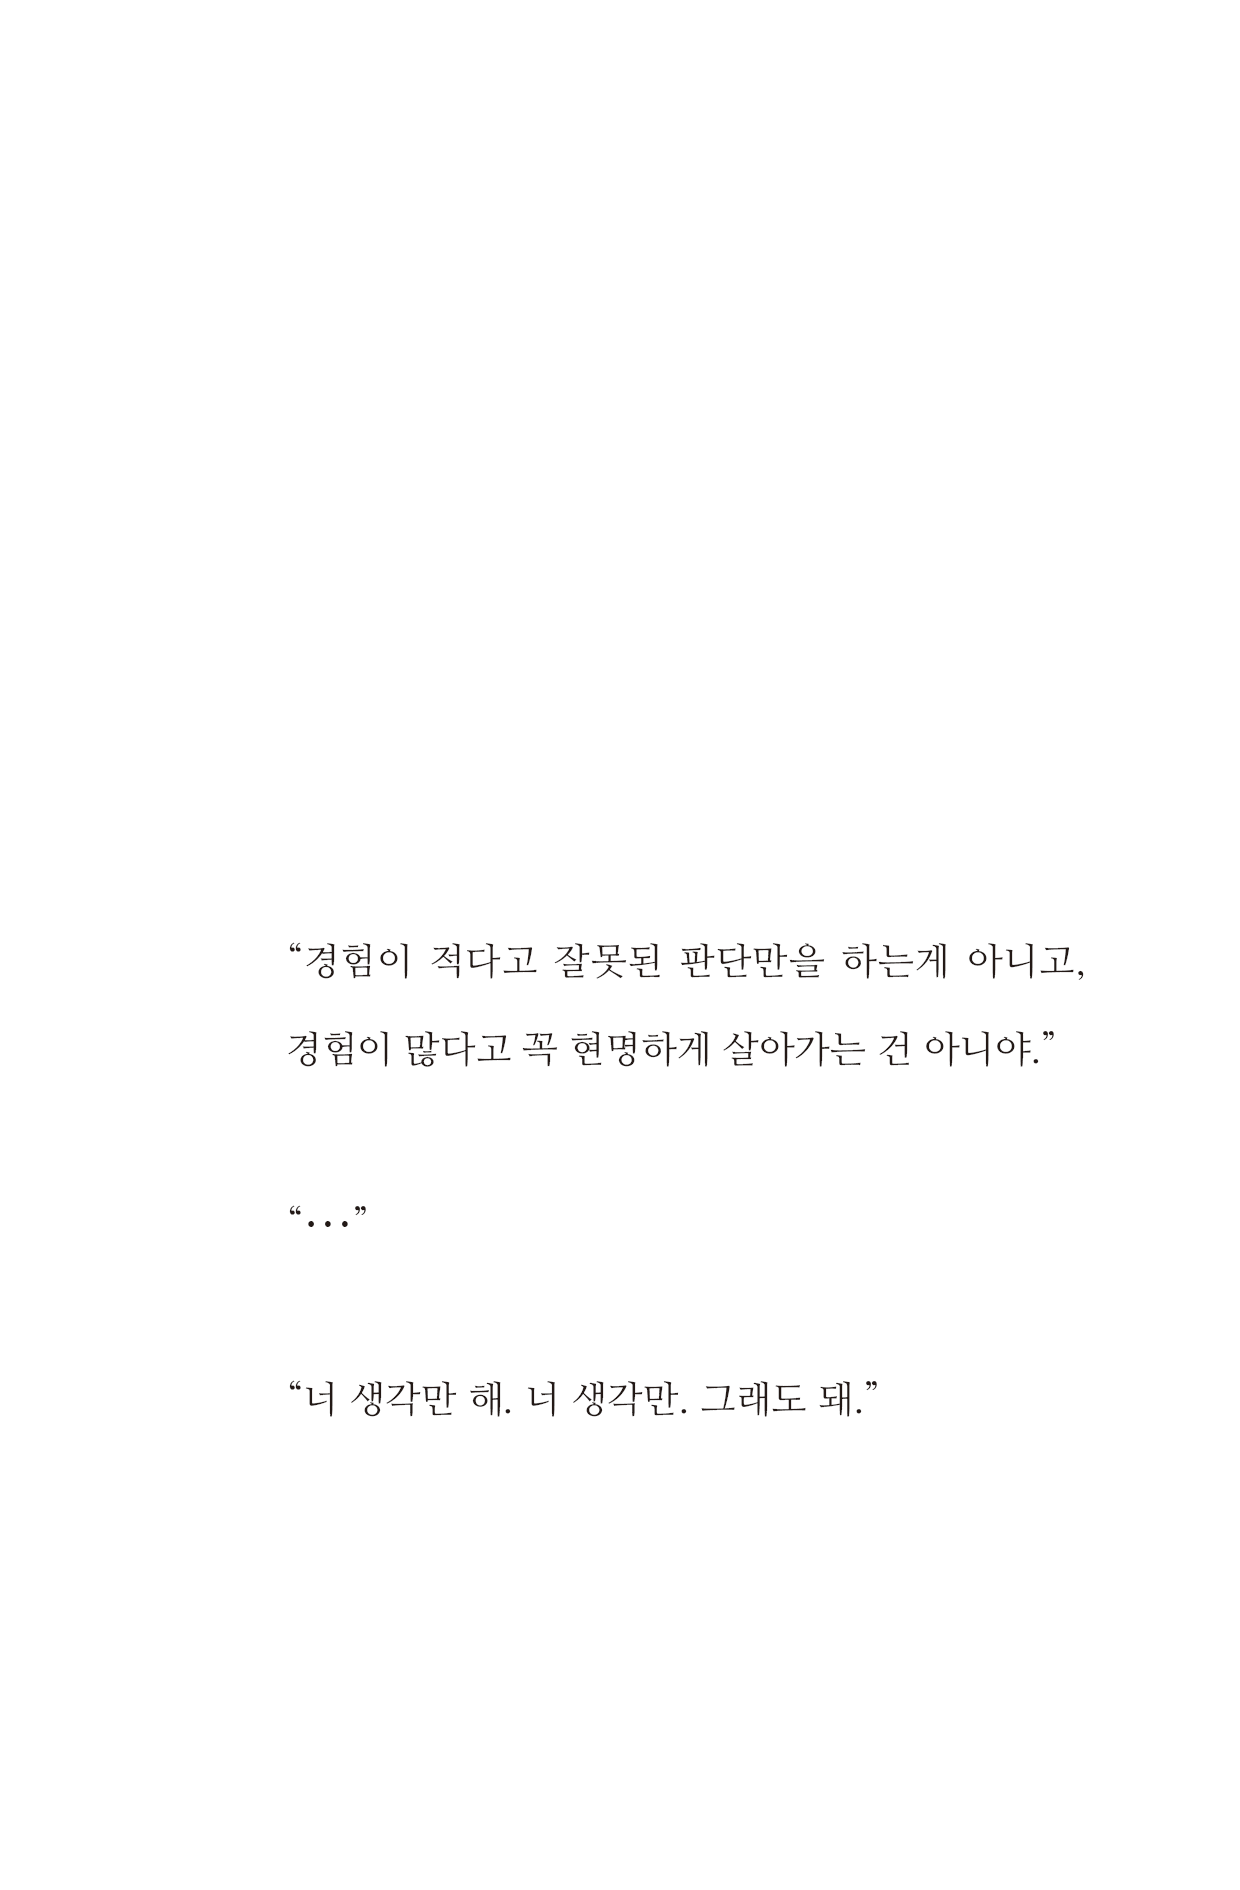 “경험이 적다고 잘못된 판단만을 하는게 아니고,
경험이 많다고 꼭 현명하게 살아가는 건 아니야.”
“...”
“너 생각만 해. 너 생각만. 그래도 돼.”